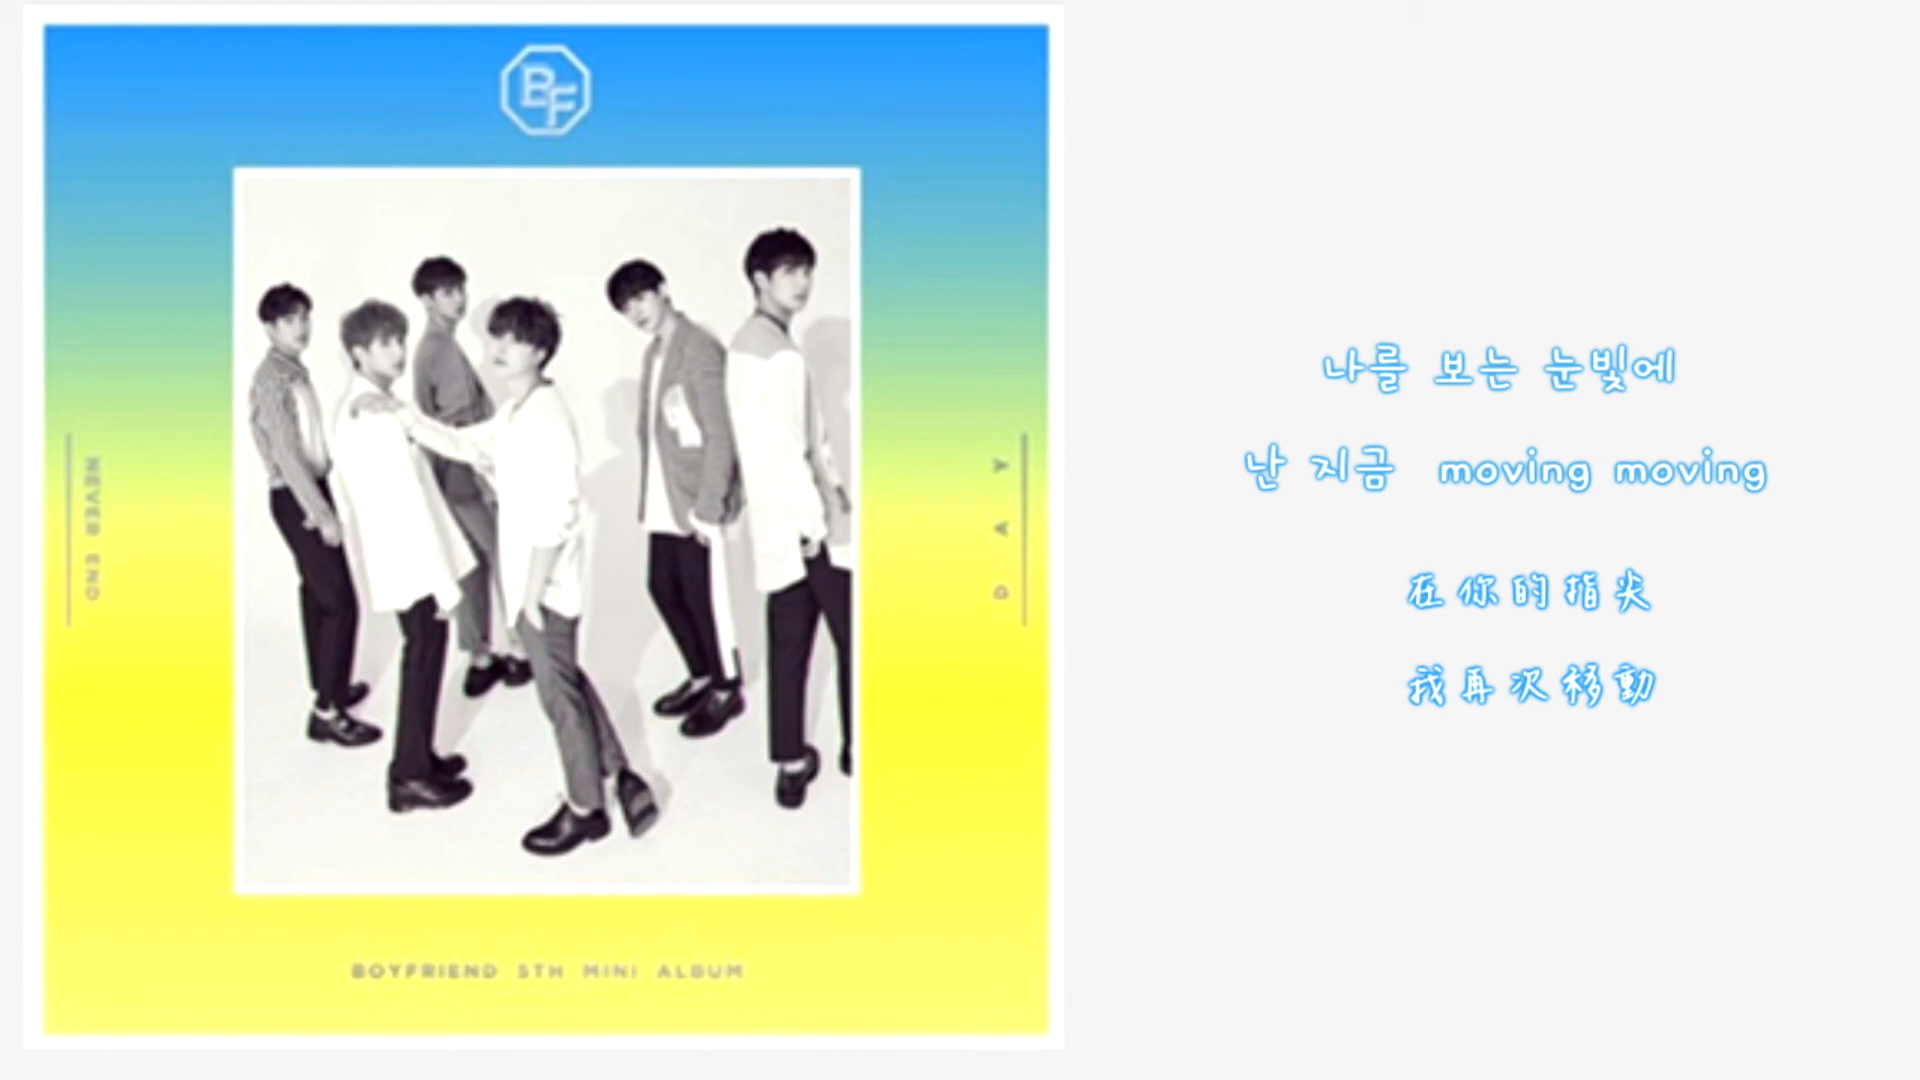 BF
NEVER END
DAY
BOYFRIEND 5TH MINI ALBUM
나를 보는 눈빛에
난 지금 moving moving
在你的指尖
我再次移動